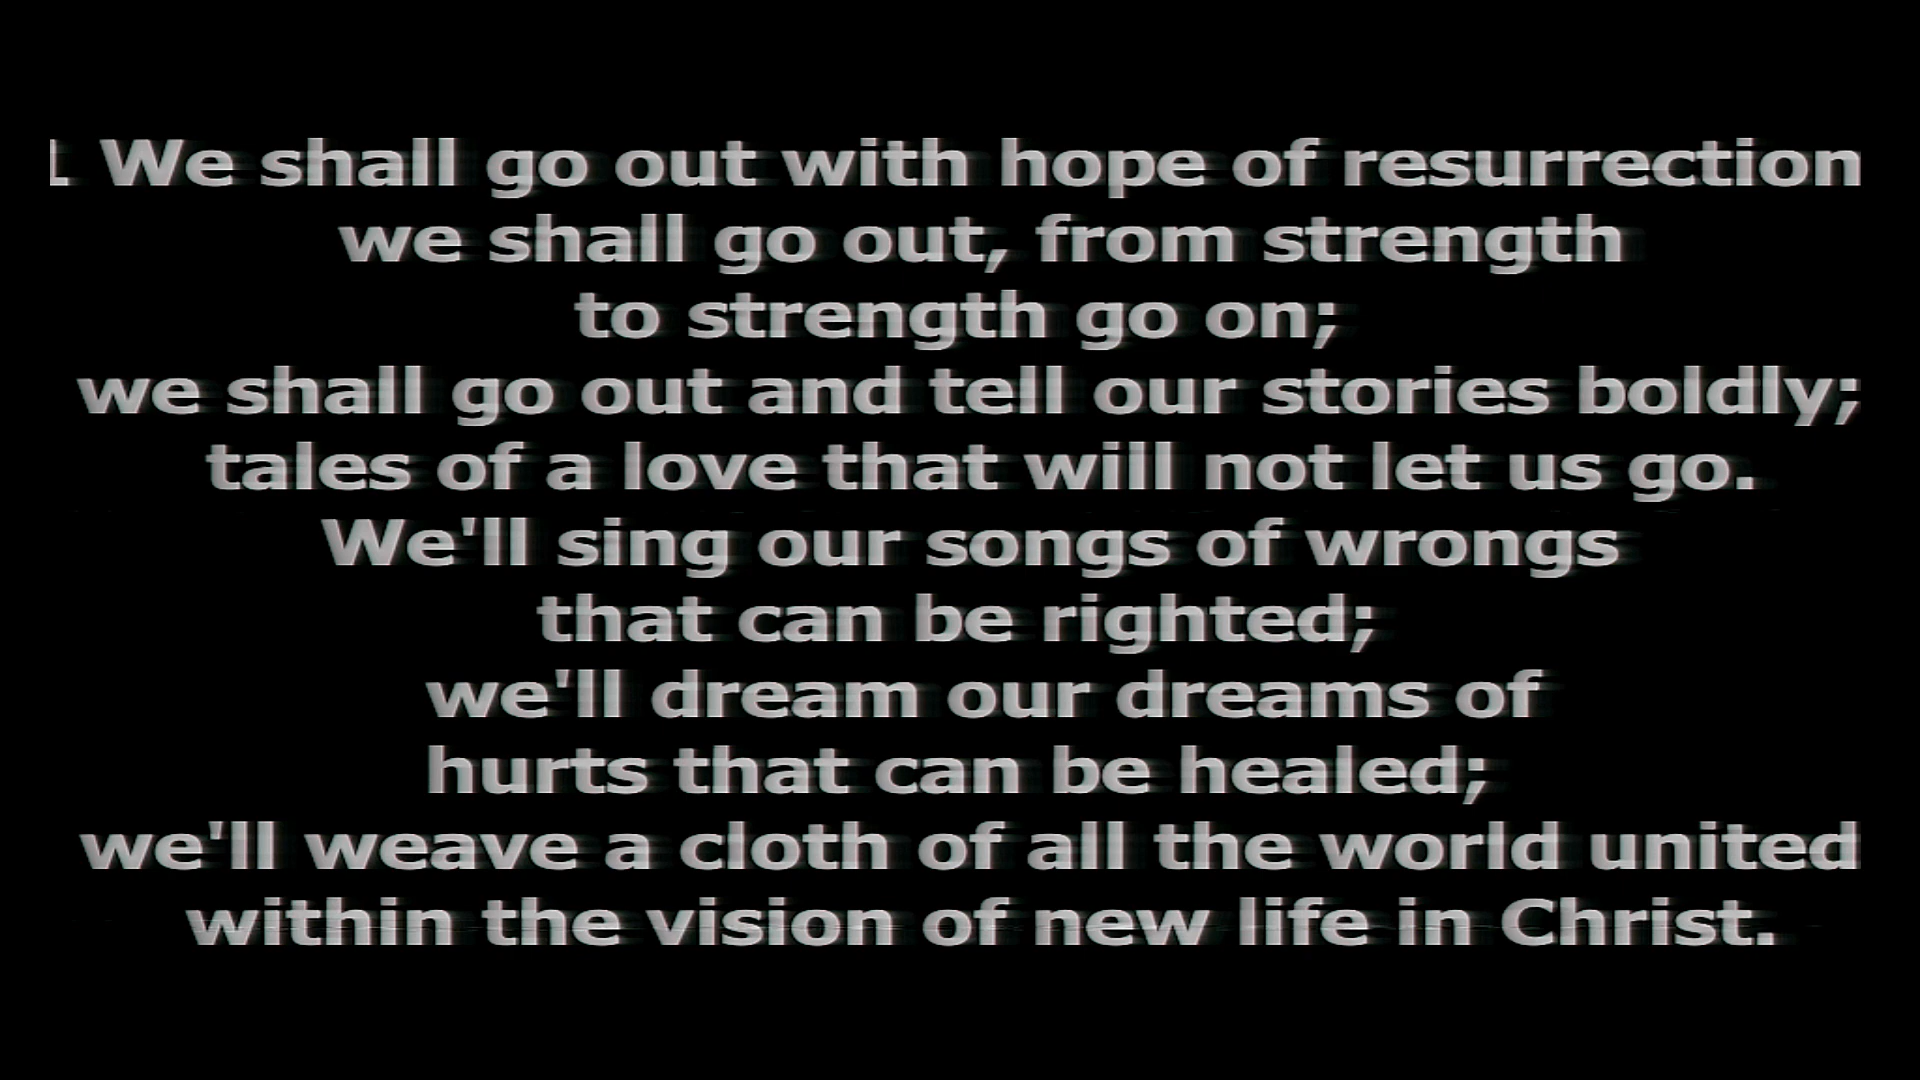 1 We shall go out with hope of resurrection
we shall go out, from strength
to strength go on;
we shall go out and tell our stories boldly;
tales of a love that will not let us go.
We'll sing our songs of wrongs
that can be righted;
we'll dream our dreams of
hurts that can be healed;
we'll weave a cloth of all the world united
within the vision of new life in Christ.